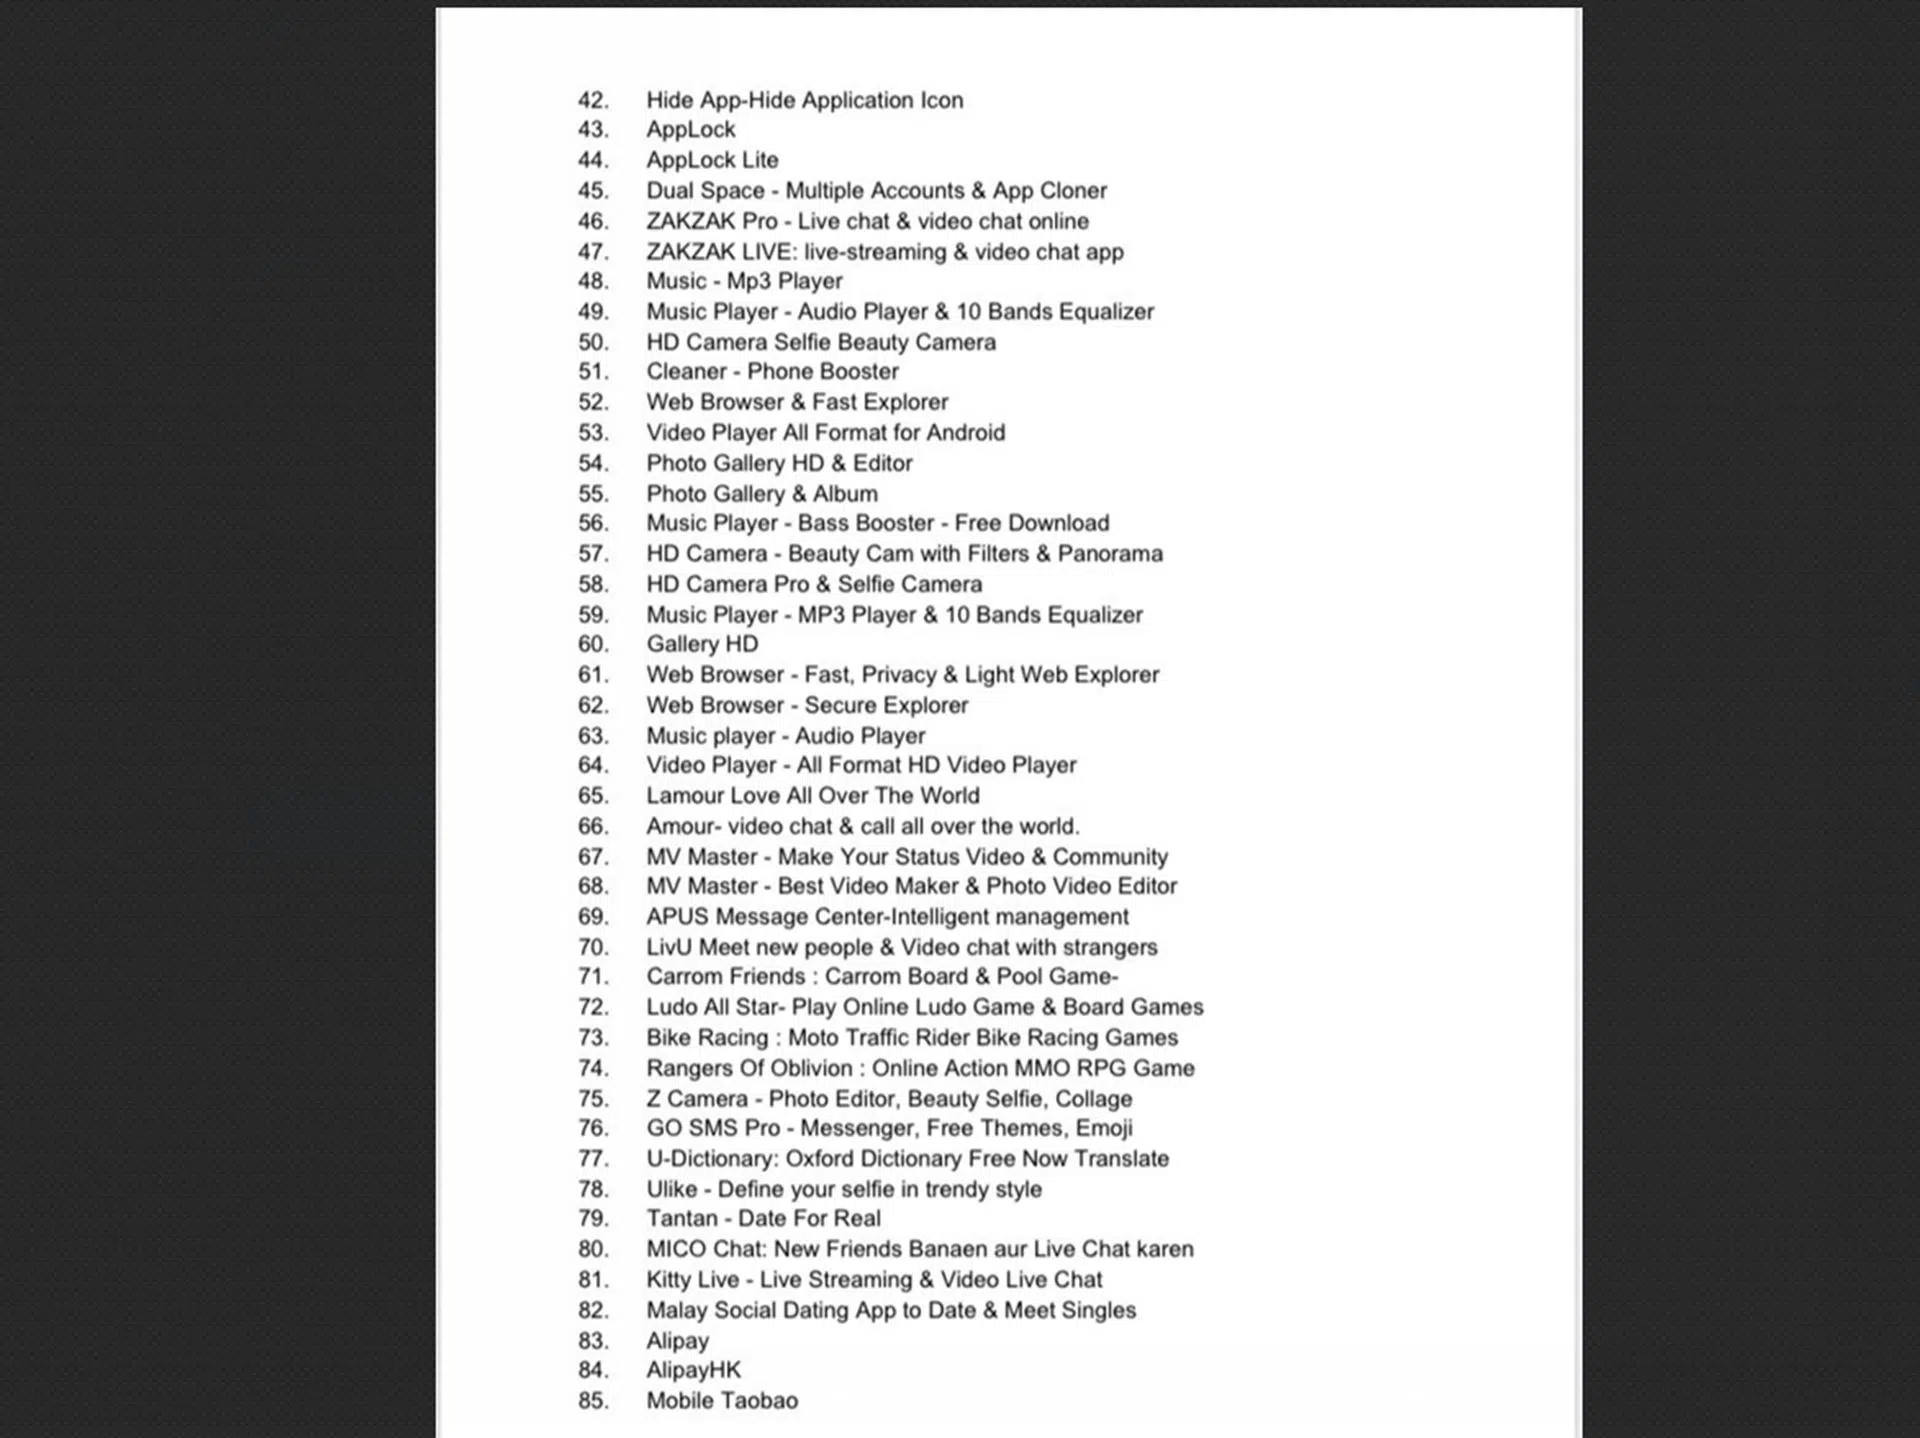 42. Hide App-Hide Application Icon
43. AppLock
44. AppLock Lite
45. Dual Space - Multiple Accounts & App Cloner
46. ZAKZAK Pro - Live chat & video chat online
47. ZAKZAK LIVE: live-streaming & video chat app
48. Music - Mp3 Player
49. Music Player - Audio Player & 10 Bands Equalizer
50. HD Camera Selfie Beauty Camera
51. Cleaner - Phone Booster
52. Web Browser & Fast Explorer
53. Video Player All Format for Android
54. Photo Gallery HD & Editor
55. Photo Gallery & Album
56. Music Player - Bass Booster - Free Download
57. HD Camera - Beauty Cam with Filters & Panorama
58. HD Camera Pro & Selfie Camera
59. Music Player - MP3 Player & 10 Bands Equalizer
60. Gallery HD
61. Web Browser - Fast, Privacy & Light Web Explorer
62. Web Browser - Secure Explorer
63. Music player - Audio Player
64. Video Player - All Format HD Video Player
65. Lamour Love All Over The World
66. Amour- video chat & call all over the world.
67. MV Master - Make Your Status Video & Community
68. MV Master - Best Video Maker & Photo Video Editor
69. APUS Message Center-Intelligent management
70. LivU Meet new people & Video chat with strangers
71. Carrom Friends : Carrom Board & Pool Game-
72. Ludo All Star- Play Online Ludo Game & Board Games
73. Bike Racing : Moto Traffic Rider Bike Racing Games
74. Rangers Of Oblivion : Online Action MMO RPG Game
75. Z Camera - Photo Editor, Beauty Selfie, Collage
76. GO SMS Pro - Messenger, Free Themes, Emoji
77. U-Dictionary: Oxford Dictionary Free Now Translate
78. Ulike - Define your selfie in trendy style
79. Tantan - Date For Real
80. MICO Chat: New Friends Banaen aur Live Chat karen
81. Kitty Live - Live Streaming & Video Live Chat
82. Malay Social Dating App to Date & Meet Singles
83. Alipay
84. AlipayHK
85. Mobile Taobao